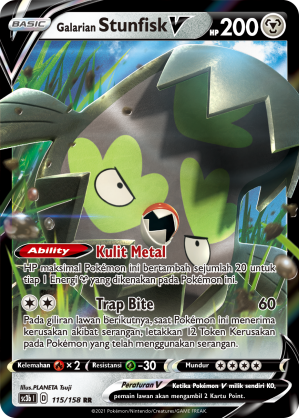 BASIC Galarian Stunfisk V HP 200
Ability Kulit Metal
HP maksimal Pokémon ini bertambah sejumlah 20 untuk
tiap 1 Energi yang dikenakan pada Pokémon ini.
Trap Bite 60
Pada giliran lawan berikutnya, saat Pokémon ini menerima
kerusakan akibat serangan, letakkan 12 Token Kerusakan
pada Pokémon yang telah menggunakan serangan.
Kelemahan ×2 Resistansi -30 Mundur
Illus. PLANETA Tsuji
Peraturan V Ketika Pokémon V milik sendiri KO,
pemain lawan akan mengambil 2 Kartu Point.
sc3b I D 115/158 RR
©2021 Pokémon/Nintendo/Creatures/GAME FREAK.